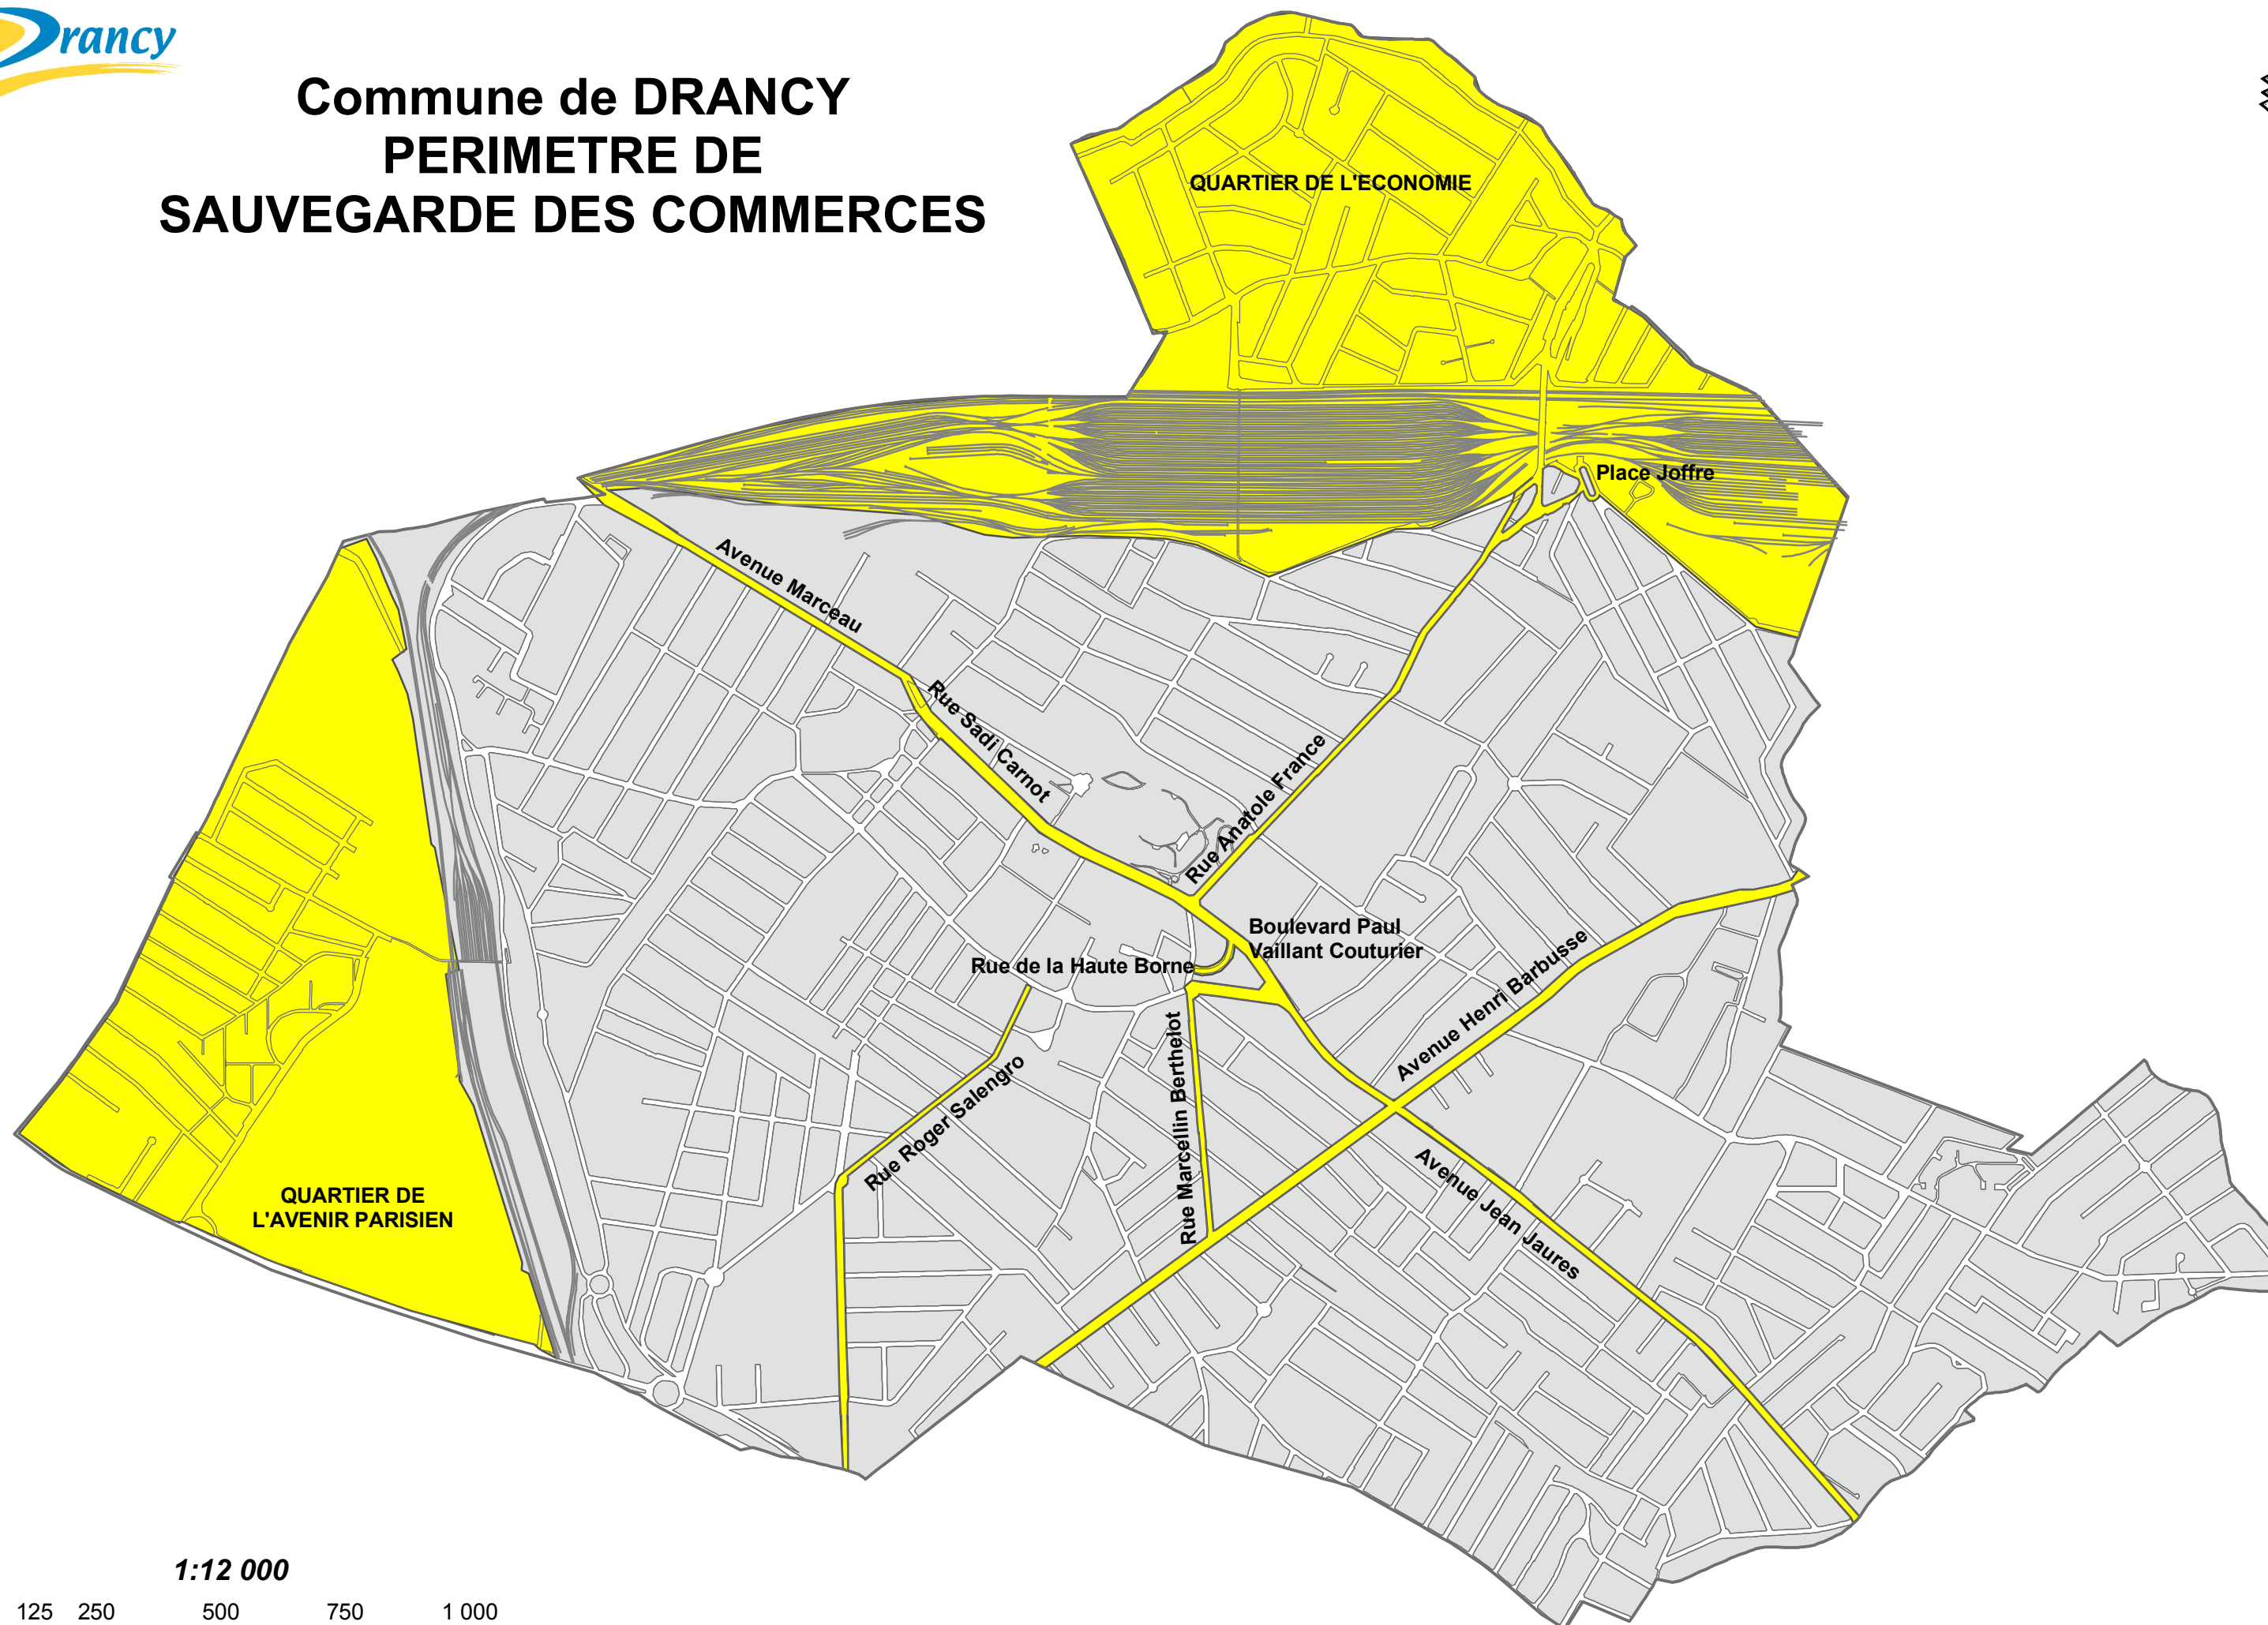 Drancy
Commune de DRANCY
PERIMETRE DE
SAUVEGARDE DES COMMERCES
QUARTIER DE L'ECONOMIE
Place Joffre
Avenue Marceau
Rue Sadi Carnot
Rue Anatole France
Boulevard Paul
Vaillant Couturier
Rue de la Haute Borne
Avenue Henri Barbusse
Rue Marcellin Berthelot
Rue Roger Salengro
Avenue Jean Jaures
QUARTIER DE
L'AVENIR PARISIEN
1:12 000
125 250 500 750 1 000